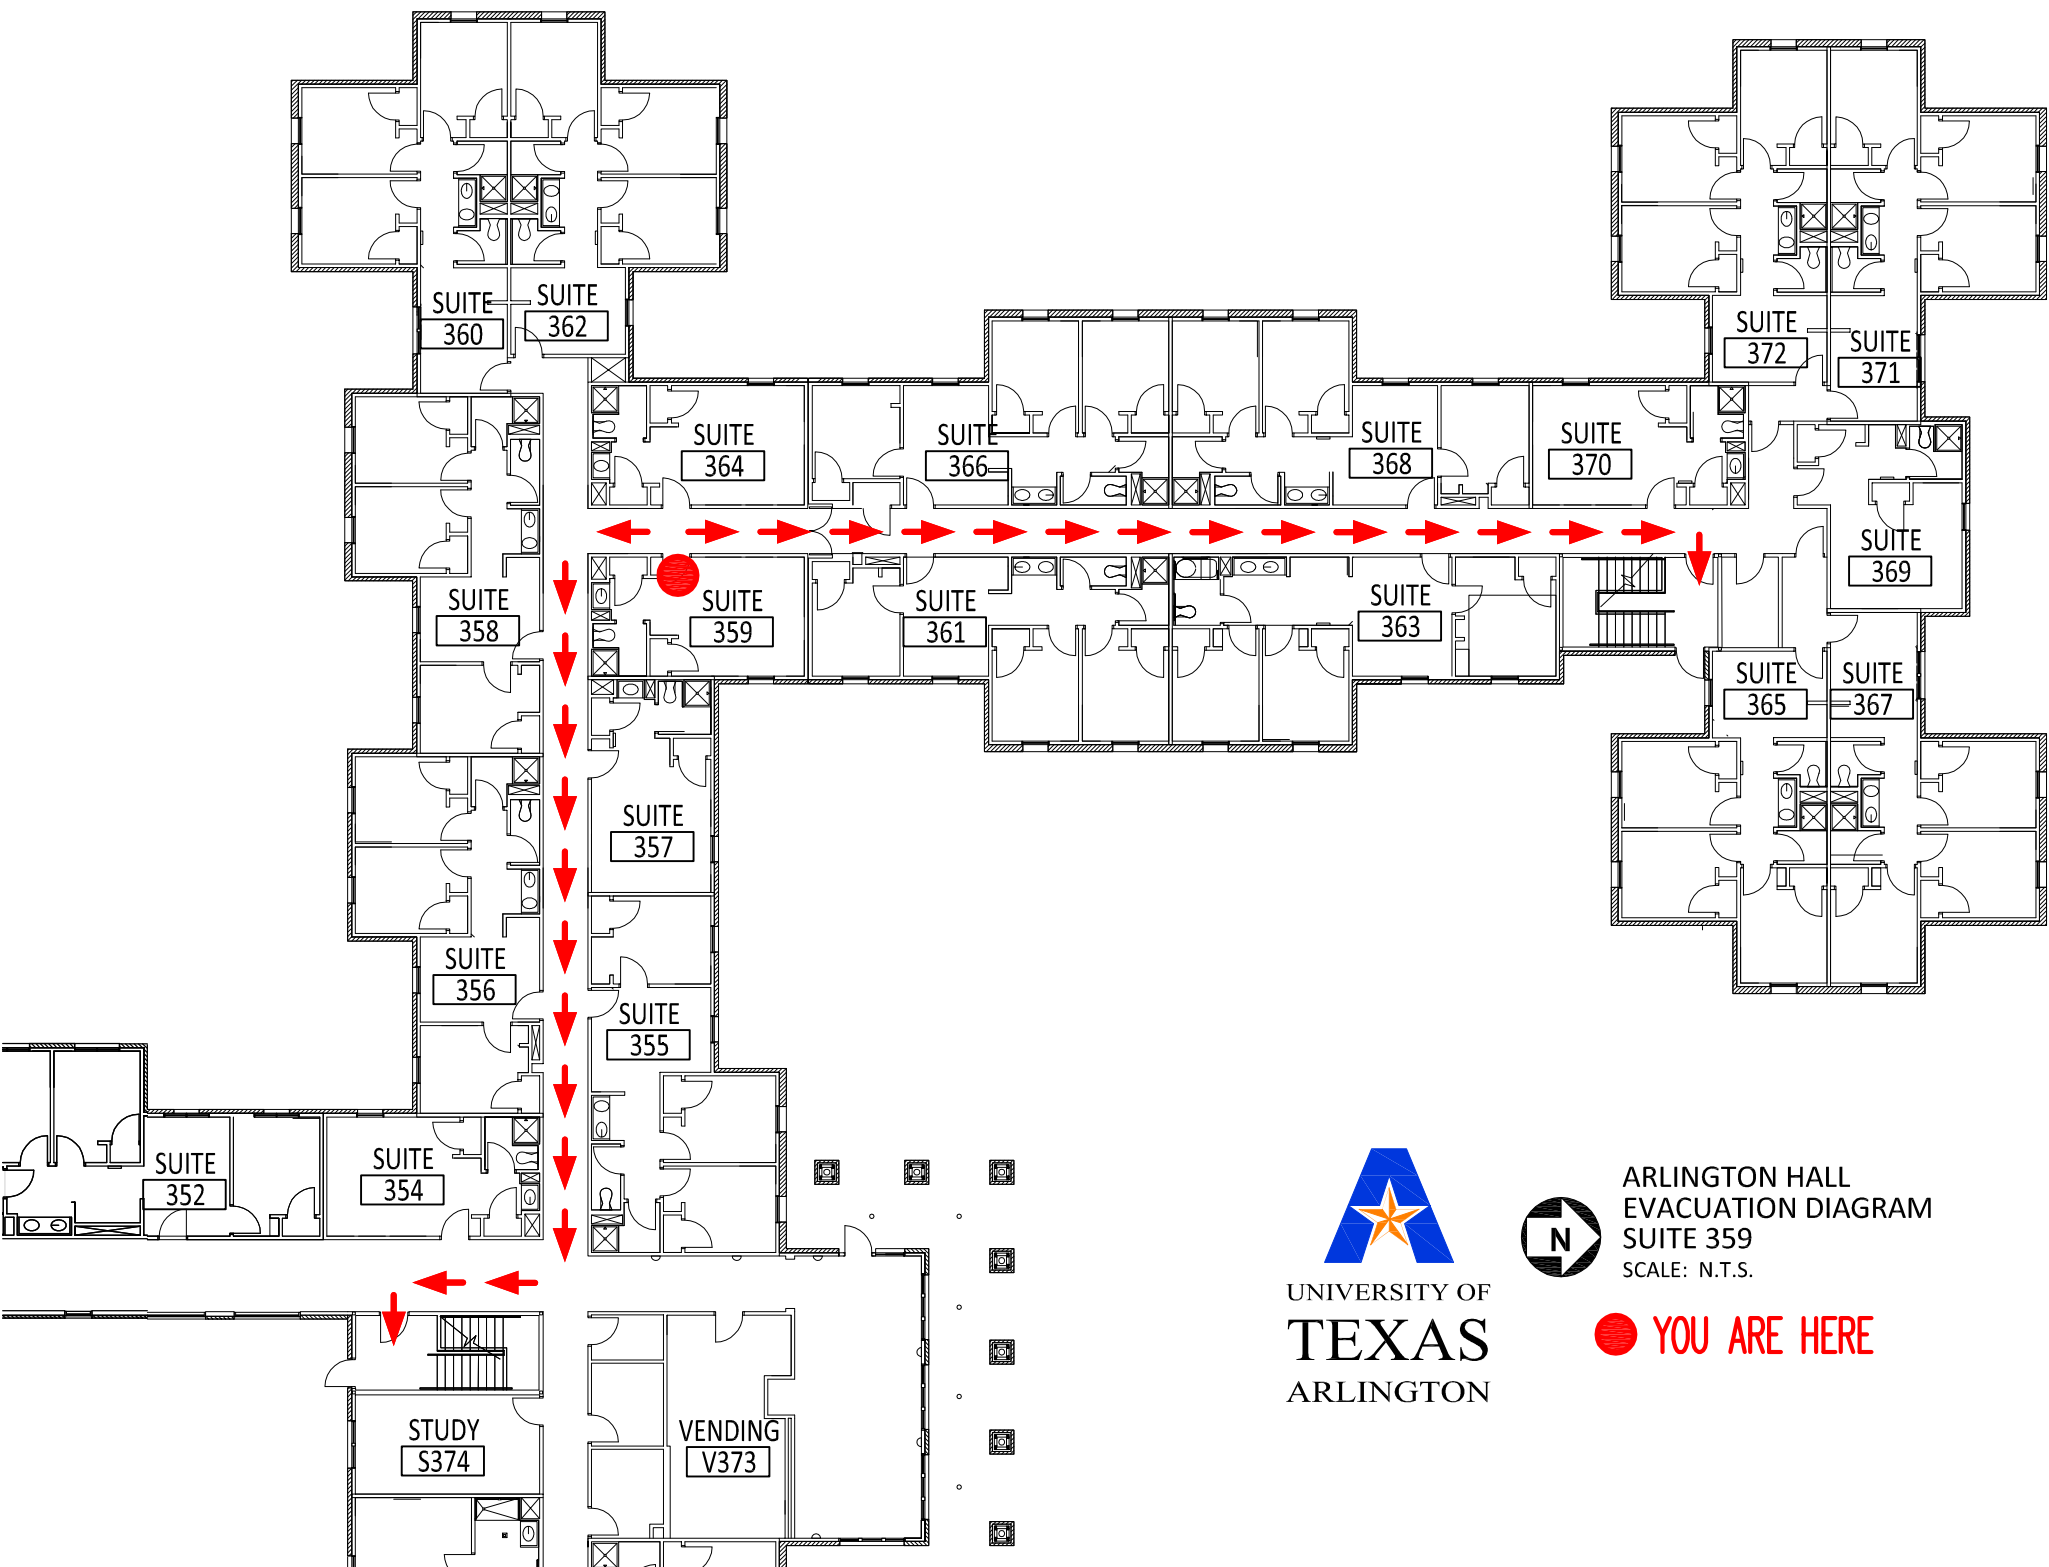 SUITE
360
SUITE
362
SUITE
372
SUITE
371
SUITE
364
SUITE
366
SUITE
368
SUITE
370
SUITE
369
SUITE
358
SUITE
359
SUITE
361
SUITE
363
SUITE
365
SUITE
367
SUITE
357
SUITE
356
SUITE
355
SUITE
352
SUITE
354
STUDY
S374
VENDING
V373
UNIVERSITY OF
TEXAS
ARLINGTON
N
ARLINGTON HALL
EVACUATION DIAGRAM
SUITE 359
SCALE: N.T.S.
YOU ARE HERE